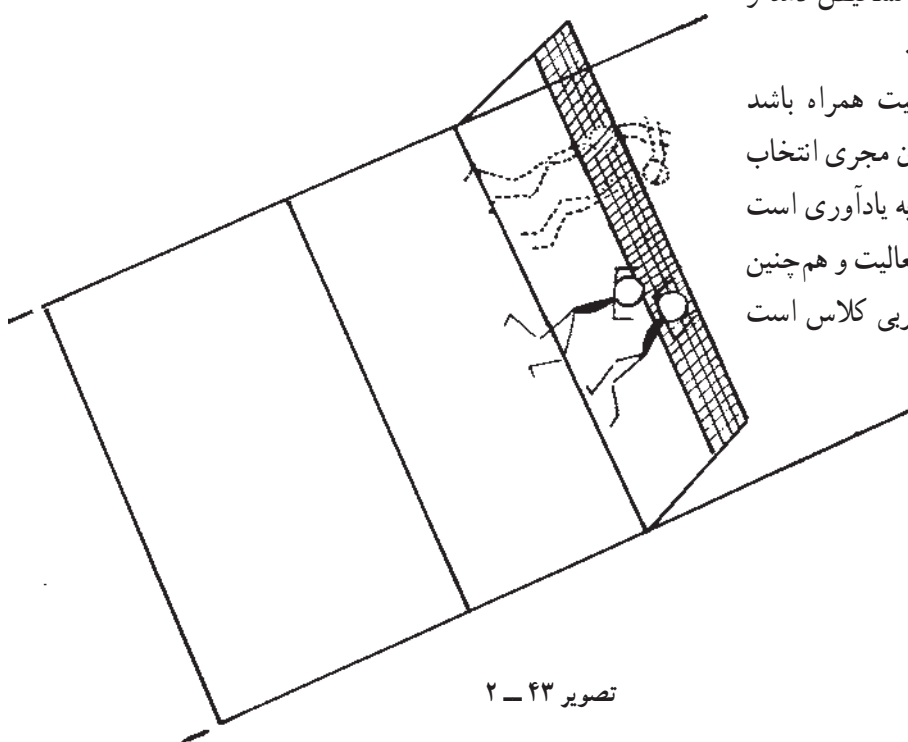 .
یت همراه باشد
ن مجری انتخاب
به یادآوری است
عالیت و هم‌چنین
ربی کلاس است
تصویر ۴۳ ــ ۲